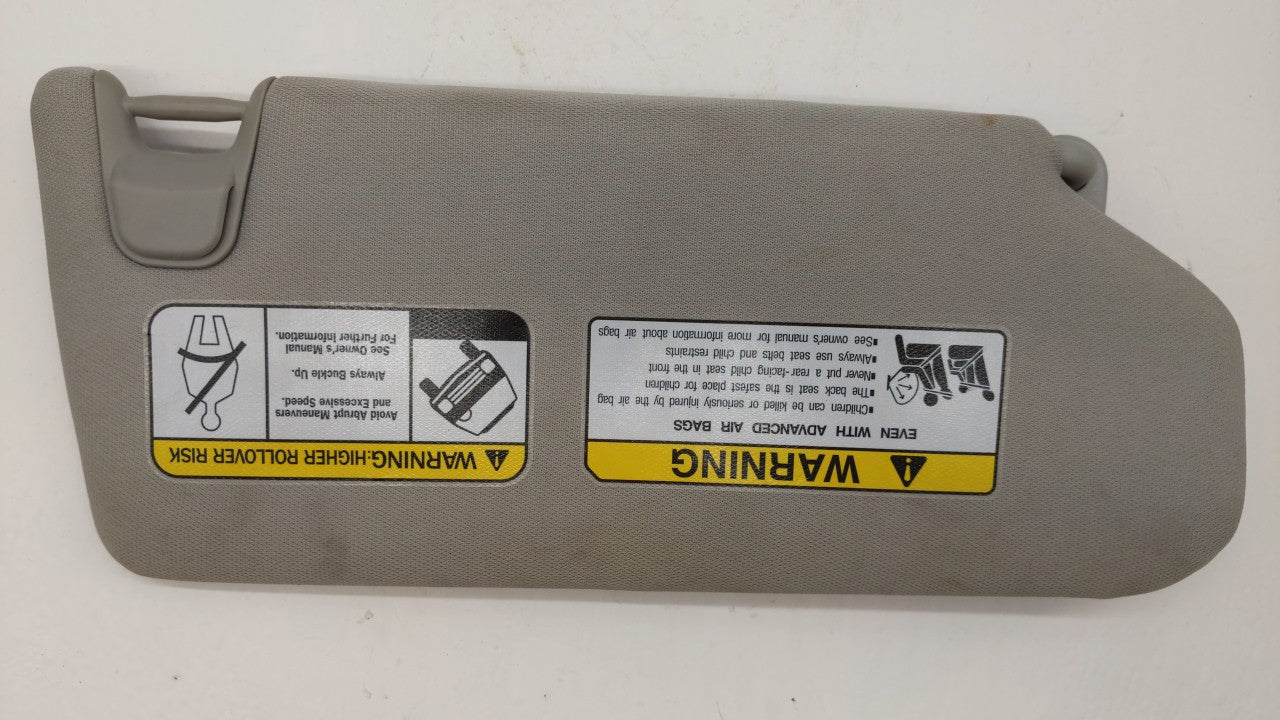 WARNING
EVEN WITH ADVANCED AIR BAGS
▪Children can be killed or seriously injured by the air bag
▪The back seat is the safest place for children
▪Never put a rear-facing child seat in the front
▪Always use seat belts and child restraints
▪See owner's manual for more information about air bags
WARNING:HIGHER ROLLOVER RISK
Avoid Abrupt Maneuvers
and Excessive Speed.
Always Buckle Up.
See Owner's Manual
For Further Information.